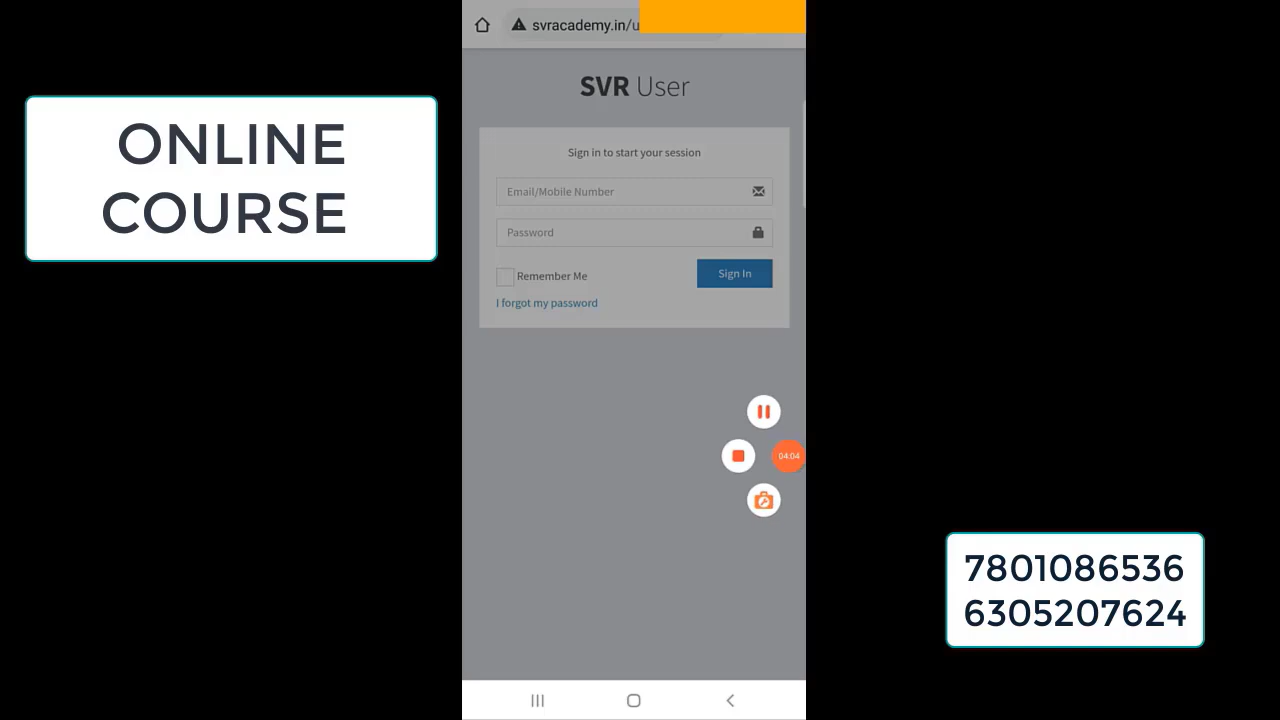 svracademy.in/u
ONLINE
COURSE
SVR User
Sign in to start your session
Email/Mobile Number
Password
Remember Me
Sign In
I forgot my password
04:04
7801086536
6305207624